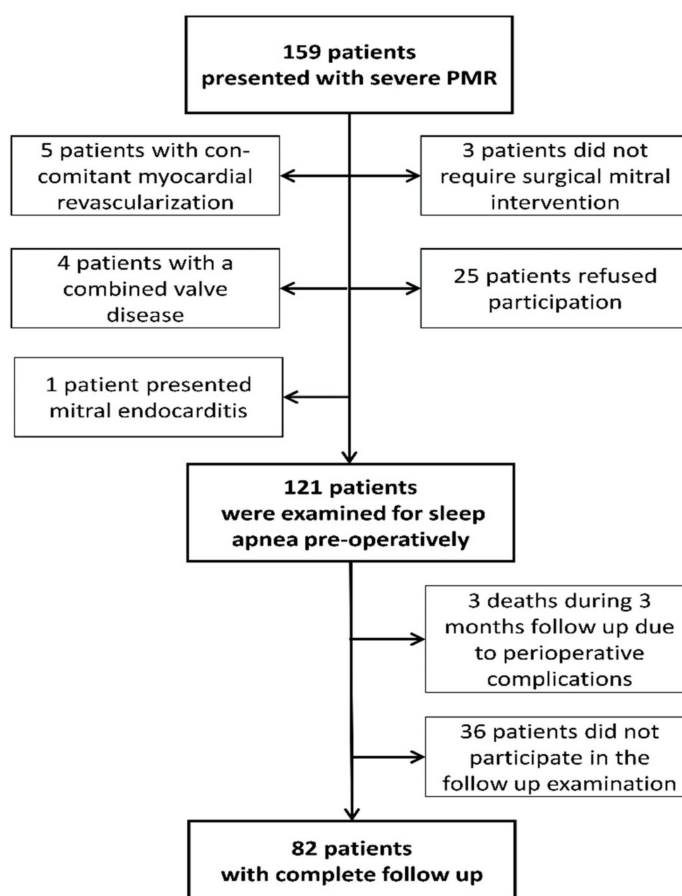 159 patients
presented with severe PMR
5 patients with con-
comitant myocardial
revascularization
3 patients did not
require surgical mitral
intervention
4 patients with a
combined valve
disease
25 patients refused
participation
1 patient presented
mitral endocarditis
121 patients
were examined for sleep
apnea pre-operatively
3 deaths during 3
months follow up due
to perioperative
complications
36 patients did not
participate in the
follow up examination
82 patients
with complete follow up